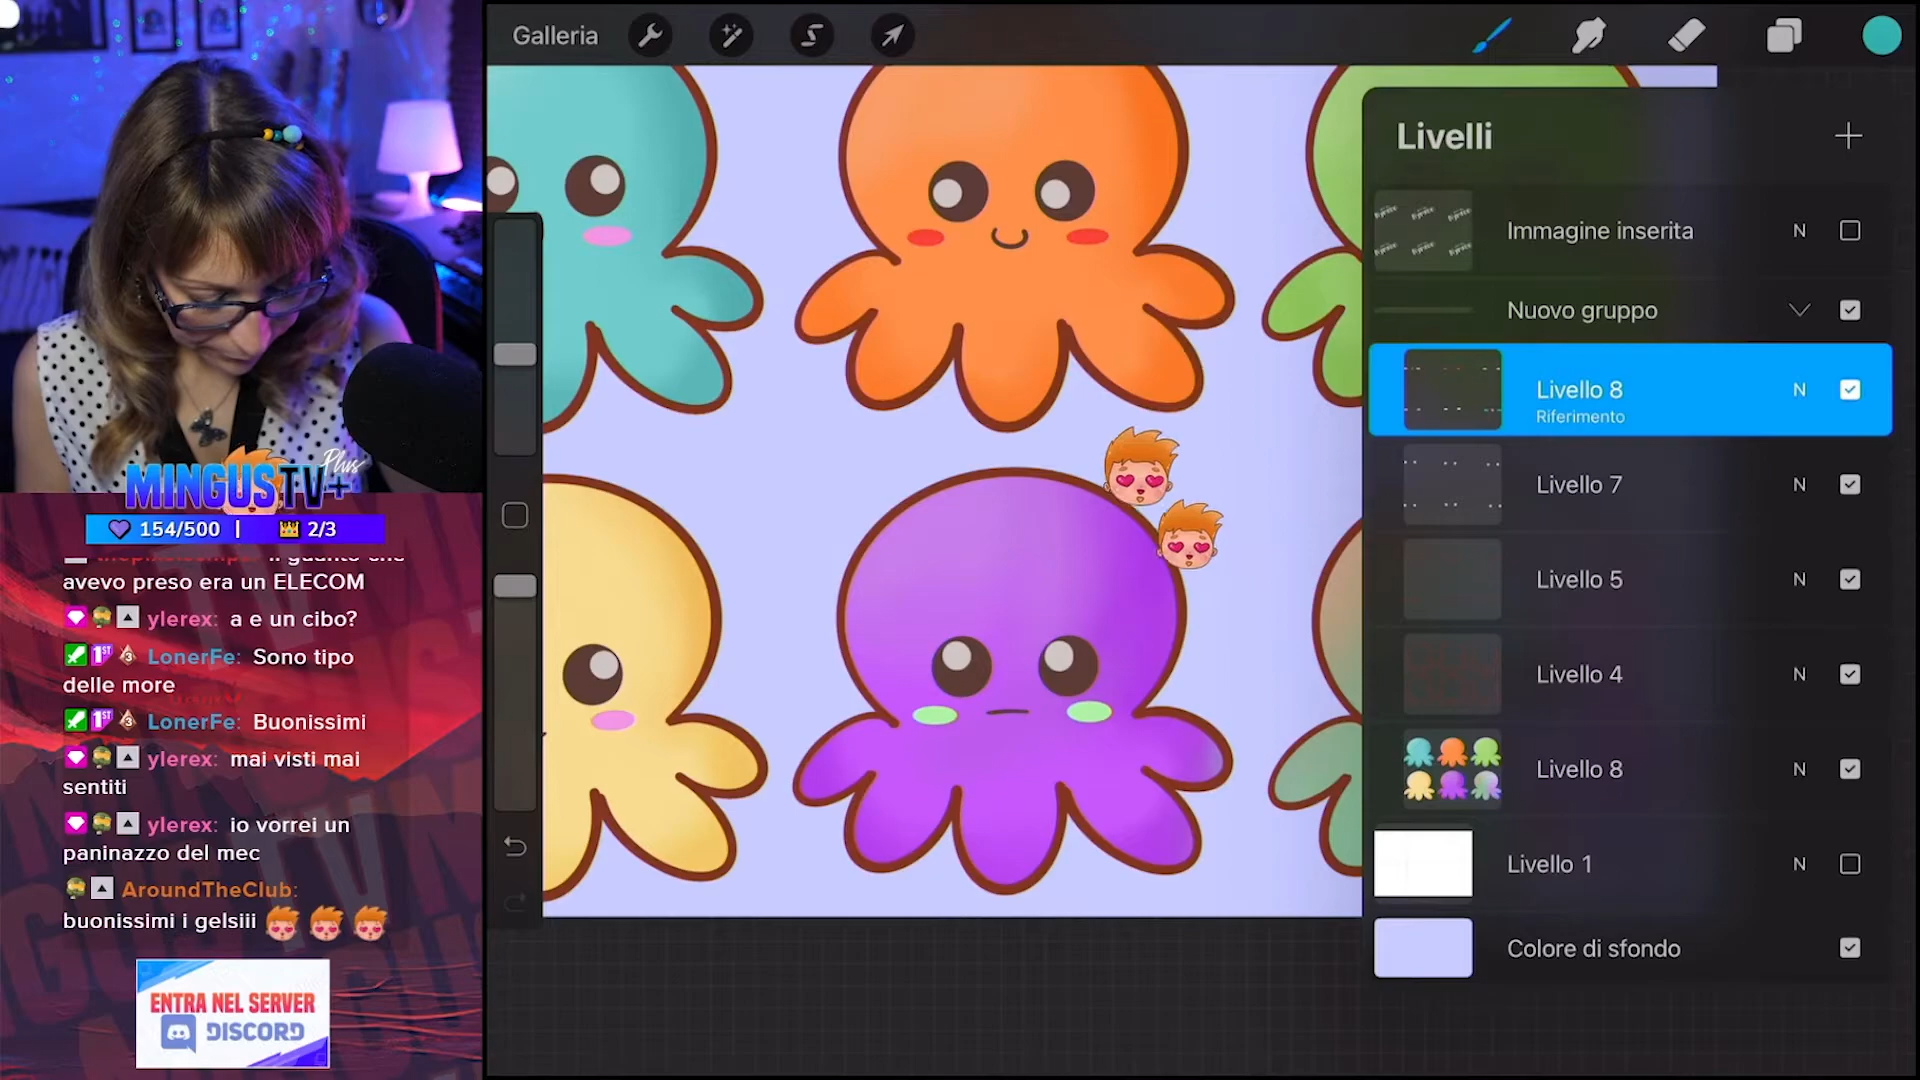 Galleria
Livelli
Immagine inserita
N
Nuovo gruppo
Livello 8
Riferimento
N
Livello 7
N
Livello 5
N
Livello 4
N
Livello 8
N
Livello 1
N
Colore di sfondo
MINGUSTV+
Plus
154/500 | 2/3
avevo preso era un ELECOM
1ST
ylerex: a e un cibo?
LonerFe: Sono tipo
delle more
LonerFe: Buonissimi
ylerex: mai visti mai
sentiti
ylerex: io vorrei un
paninazzo del mec
AroundTheClub:
buonissimi i gelsiii
ENTRA NEL SERVER
DISCORD